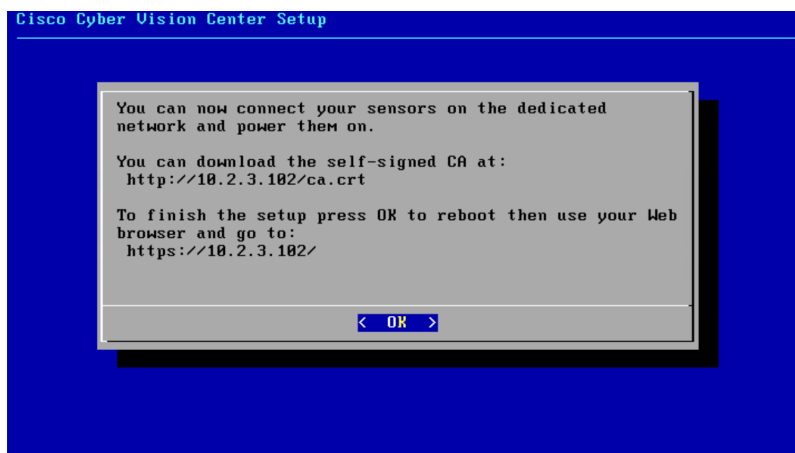 Cisco Cyber Vision Center Setup
You can now connect your sensors on the dedicated
network and power them on.
You can download the self-signed CA at:
http://10.2.3.102/ca.crt
To finish the setup press OK to reboot then use your Web
browser and go to:
https://10.2.3.102/
< OK >